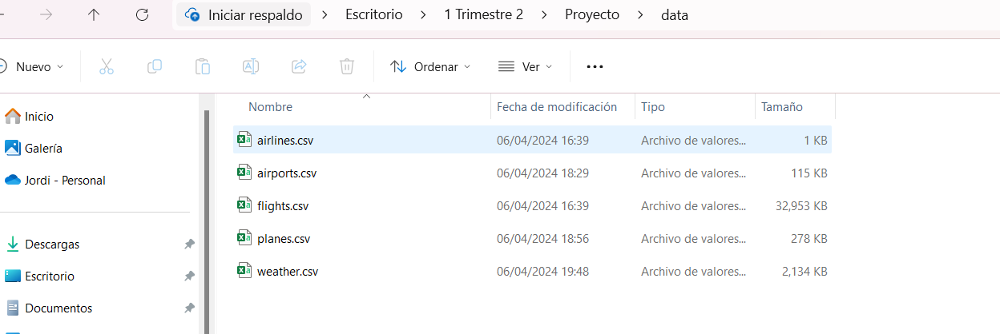 Iniciar respaldo > Escritorio > 1 Trimestre 2 > Proyecto > data
Nuevo Ordenar Ver
Nombre Fecha de modificación Tipo Tamaño
Inicio
airlines.csv 06/04/2024 16:39 Archivo de valores... 1 KB
Galería
airports.csv 06/04/2024 18:29 Archivo de valores... 115 KB
Jordi - Personal
flights.csv 06/04/2024 16:39 Archivo de valores... 32,953 KB
Descargas
planes.csv 06/04/2024 18:56 Archivo de valores... 278 KB
Escritorio
weather.csv 06/04/2024 19:48 Archivo de valores... 2,134 KB
Documentos